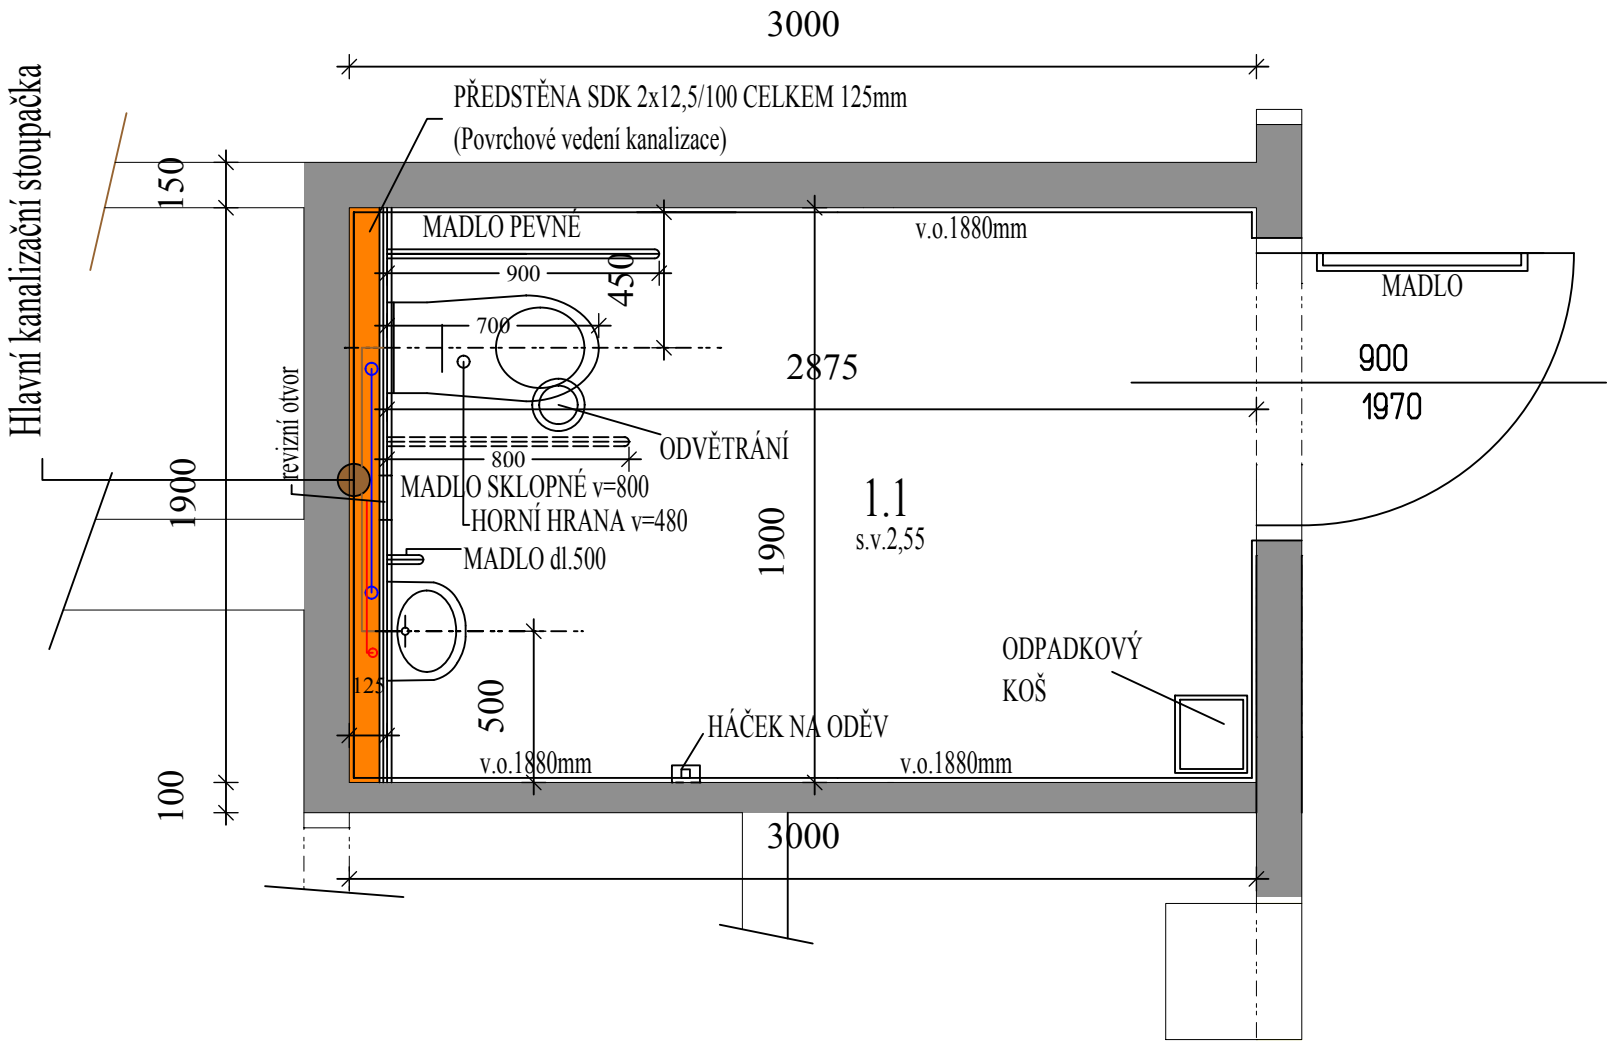 3000
Hlavní kanalizační stoupačka
PŘEDSTĚNA SDK 2x12,5/100 CELKEM 125mm
(Povrchové vedení kanalizace)
150
MADLO PEVNÉ
v.o.1880mm
900
450
MADLO
700
2875
900
1970
revizní otvor
ODVĚTRÁNÍ
800
MADLO SKLOPNÉ v=800
1900
HORNÍ HRANA v=480
1.1
s.v.2,55
1900
MADLO dl.500
ODPADKOVÝ
KOŠ
125
500
HÁČEK NA ODĚV
v.o.1880mm
v.o.1880mm
100
3000